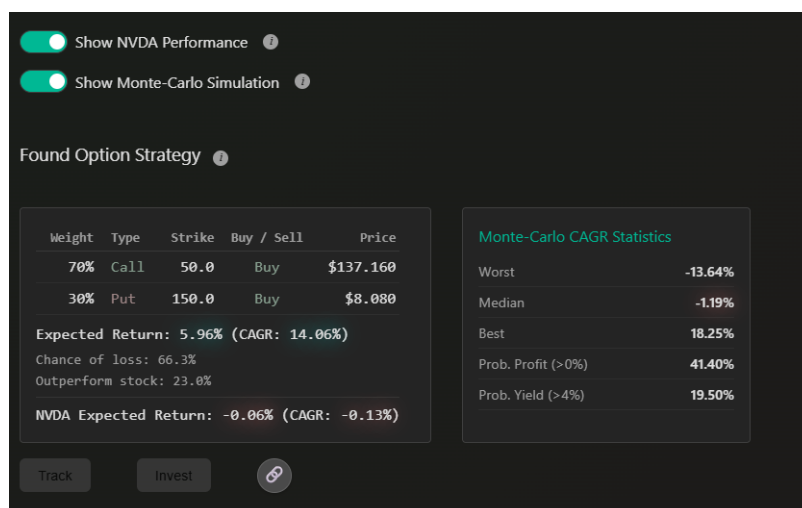 Show NVDA Performance
Show Monte-Carlo Simulation
Found Option Strategy
Weight Type Strike Buy / Sell Price
70% Call 50.0 Buy $137.160
30% Put 150.0 Buy $8.080
Expected Return: 5.96% (CAGR: 14.06%)
Chance of loss: 66.3%
Outperform stock: 23.0%
NVDA Expected Return: -0.06% (CAGR: -0.13%)
Monte-Carlo CAGR Statistics
Worst -13.64%
Median -1.19%
Best 18.25%
Prob. Profit (>0%) 41.40%
Prob. Yield (>4%) 19.50%
Track Invest